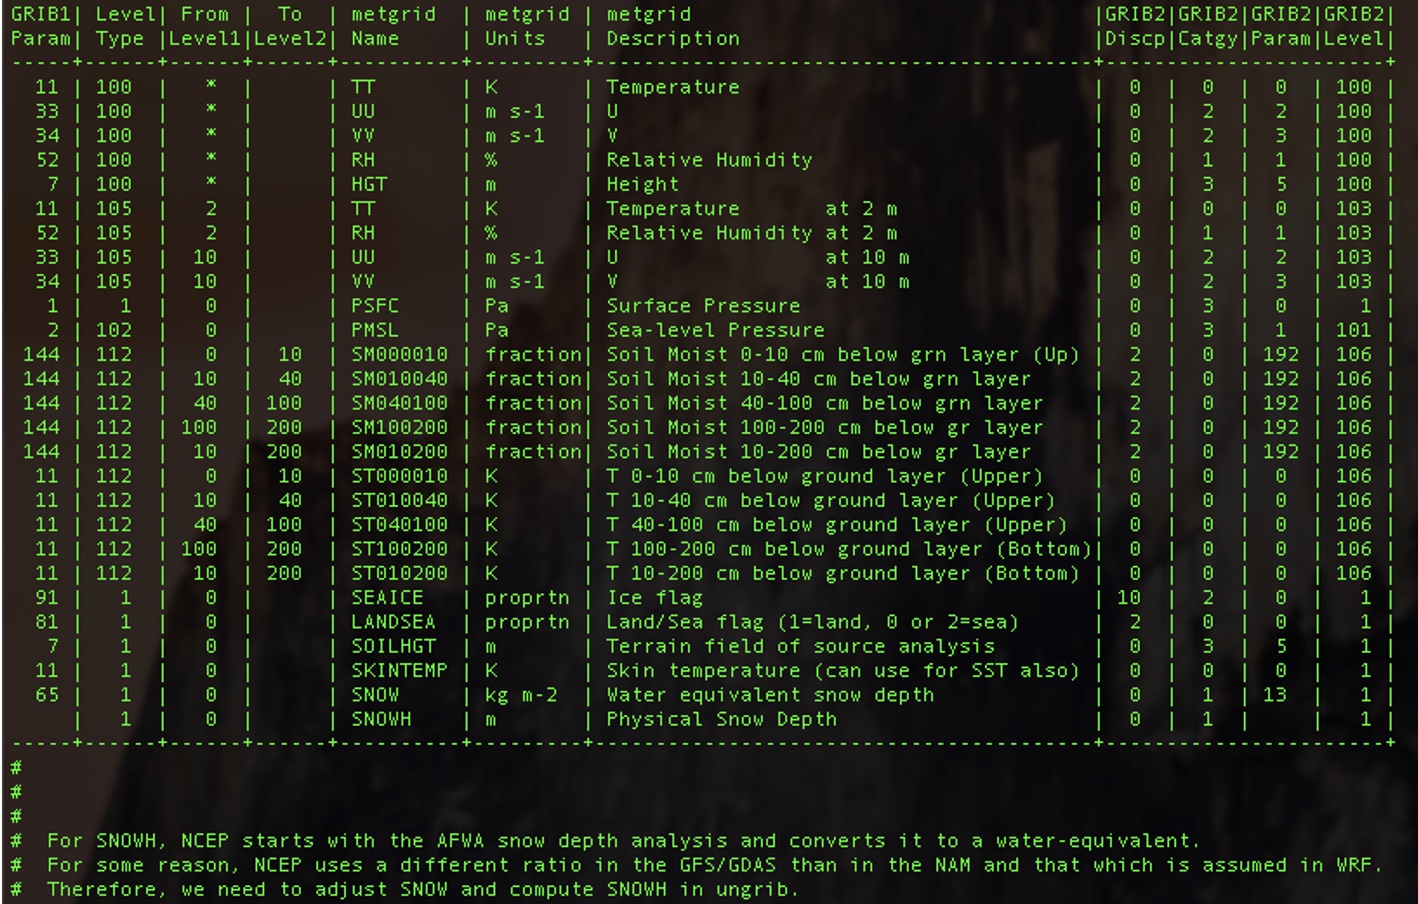 GRIB1| Level| From |  To  | metgrid  | metgrid | metgrid                                 |GRIB2|GRIB2|GRIB2|GRIB2|
Param| Type |Level1|Level2| Name     | Units   | Description                             |Discp|Catgy|Param|Level|
-----+------+------+------+----------+---------+-----------------------------------------+-----------------------+
  11 | 100  |   *  |      | TT       | K       | Temperature                             |  0  |  0  |  0  | 100 |
  33 | 100  |   *  |      | UU       | m s-1   | U                                       |  0  |  2  |  2  | 100 |
  34 | 100  |   *  |      | VV       | m s-1   | V                                       |  0  |  2  |  3  | 100 |
  52 | 100  |   *  |      | RH       | %       | Relative Humidity                       |  0  |  1  |  1  | 100 |
   7 | 100  |   *  |      | HGT      | m       | Height                                  |  0  |  3  |  5  | 100 |
  11 | 105  |   2  |      | TT       | K       | Temperature       at 2 m                |  0  |  0  |  0  | 103 |
  52 | 105  |   2  |      | RH       | %       | Relative Humidity at 2 m                |  0  |  1  |  1  | 103 |
  33 | 105  |  10  |      | UU       | m s-1   | U                 at 10 m               |  0  |  2  |  2  | 103 |
  34 | 105  |  10  |      | VV       | m s-1   | V                 at 10 m               |  0  |  2  |  3  | 103 |
   1 |   1  |   0  |      | PSFC     | Pa      | Surface Pressure                        |  0  |  3  |  0  |   1 |
   2 | 102  |   0  |      | PMSL     | Pa      | Sea-level Pressure                      |  0  |  3  |  1  | 101 |
 144 | 112  |   0  |  10  | SM000010 | fraction| Soil Moist 0-10 cm below grn layer (Up) |  2  |  0  | 192 | 106 |
 144 | 112  |  10  |  40  | SM010040 | fraction| Soil Moist 10-40 cm below grn layer     |  2  |  0  | 192 | 106 |
 144 | 112  |  40  | 100  | SM040100 | fraction| Soil Moist 40-100 cm below grn layer    |  2  |  0  | 192 | 106 |
 144 | 112  | 100  | 200  | SM100200 | fraction| Soil Moist 100-200 cm below gr layer    |  2  |  0  | 192 | 106 |
 144 | 112  |  10  | 200  | SM010200 | fraction| Soil Moist 10-200 cm below gr layer     |  2  |  0  | 192 | 106 |
  11 | 112  |   0  |  10  | ST000010 | K       | T 0-10 cm below ground layer (Upper)    |  0  |  0  |  0  | 106 |
  11 | 112  |  10  |  40  | ST010040 | K       | T 10-40 cm below ground layer (Upper)   |  0  |  0  |  0  | 106 |
  11 | 112  |  40  | 100  | ST040100 | K       | T 40-100 cm below ground layer (Upper)  |  0  |  0  |  0  | 106 |
  11 | 112  | 100  | 200  | ST100200 | K       | T 100-200 cm below ground layer (Bottom)|  0  |  0  |  0  | 106 |
  11 | 112  |  10  | 200  | ST010200 | K       | T 10-200 cm below ground layer (Bottom) |  0  |  0  |  0  | 106 |
  91 |   1  |   0  |      | SEAICE   | proprtn | Ice flag                                | 10  |  2  |  0  |   1 |
  81 |   1  |   0  |      | LANDSEA  | proprtn | Land/Sea flag (1=land, 0 or 2=sea)      |  2  |  0  |  0  |   1 |
   7 |   1  |   0  |      | SOILHGT  | m       | Terrain field of source analysis        |  0  |  3  |  5  |   1 |
  11 |   1  |   0  |      | SKINTEMP | K       | Skin temperature (can use for SST also) |  0  |  0  |  0  |   1 |
  65 |   1  |   0  |      | SNOW     | kg m-2  | Water equivalent snow depth             |  0  |  1  | 13  |   1 |
     |   1  |   0  |      | SNOWH    | m       | Physical Snow Depth                     |  0  |  1  |     |   1 |
-----+------+------+------+----------+---------+-----------------------------------------+-----------------------+
#
#
#
#  For SNOWH, NCEP starts with the AFWA snow depth analysis and converts it to a water-equivalent.
#  For some reason, NCEP uses a different ratio in the GFS/GDAS than in the NAM and that which is assumed in WRF.
#  Therefore, we need to adjust SNOW and compute SNOWH in ungrib.